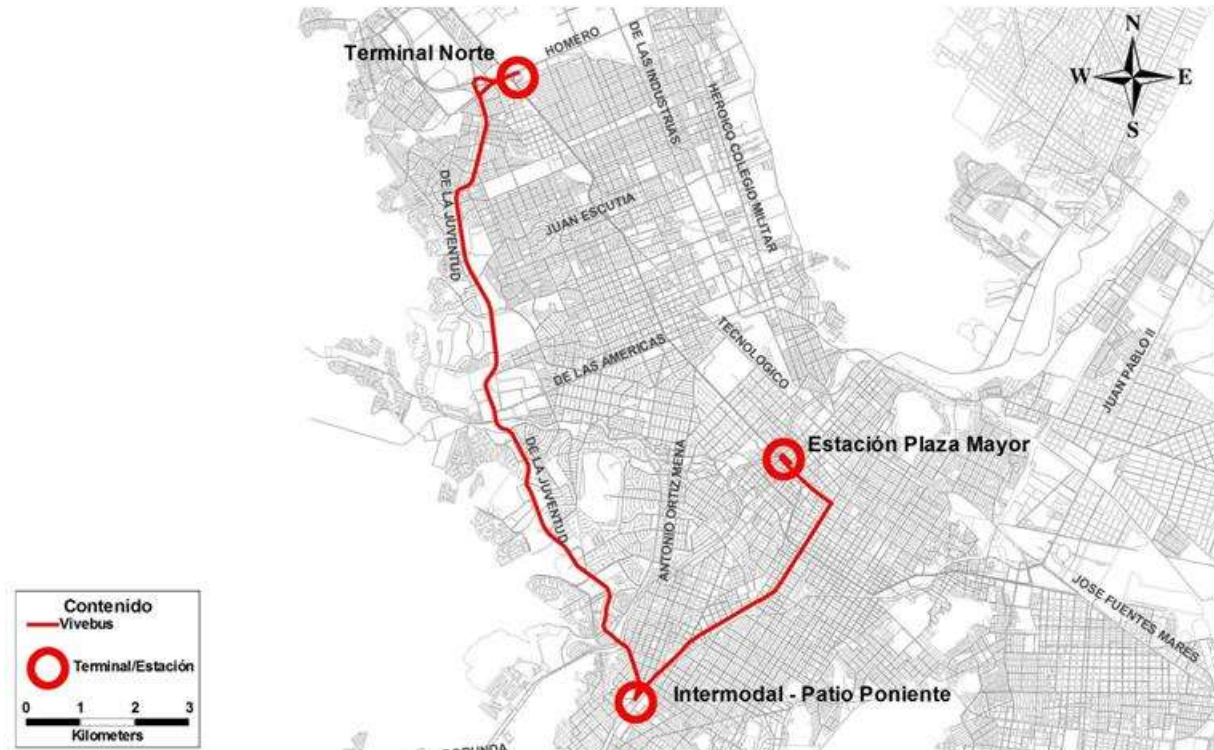 N
W E
S
HOMERO
Terminal Norte
DE LAS INDUSTRIAS
HEROICO COLEGIO MILITAR
DE LA JUVENTUD
JUAN ESCUTIA
TECNOLOGICO
DE LAS AMERICAS
JUAN PABLO II
Estación Plaza Mayor
DE LA JUVENTUD
ANTONIO ORTIZ MENA
JOSE FUENTES MARES
Intermodal - Patio Poniente
Contenido
Vivebus
Terminal/Estación
0 1 2 3
Kilometers